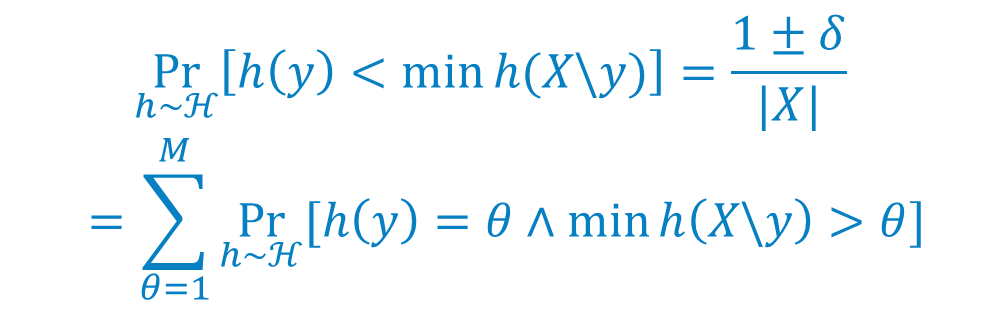 Pr_{h∼ℋ}[h(y) < min h(X\y)] = (1 ± δ)/|X|
= ∑_{θ=1}^{M} Pr_{h∼ℋ}[h(y) = θ ∧ min h(X\y) > θ]